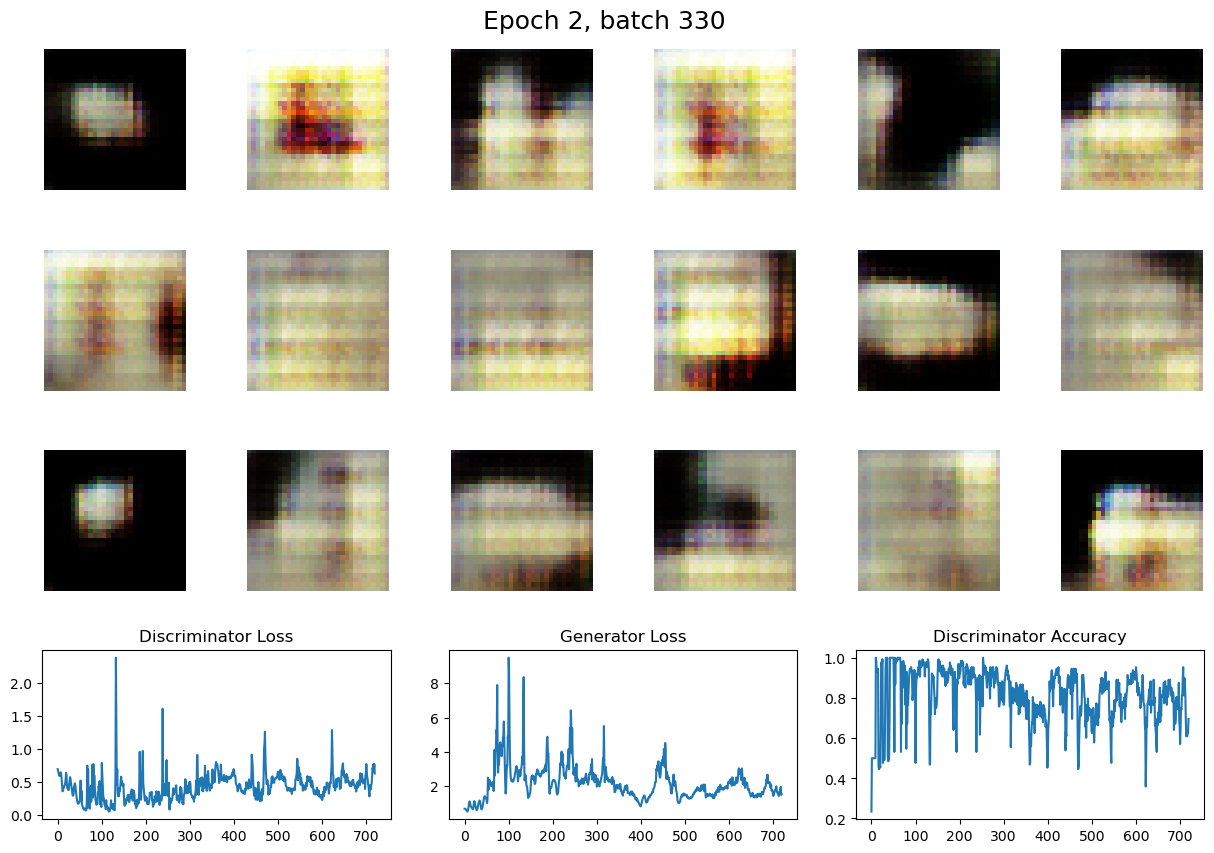 Epoch 2, batch 330
Discriminator Loss
Generator Loss
Discriminator Accuracy
2.0
1.5
1.0
0.5
0.0
0 100 200 300 400 500 600 700
8
6
4
2
0 100 200 300 400 500 600 700
1.0
0.8
0.6
0.4
0.2
0 100 200 300 400 500 600 700